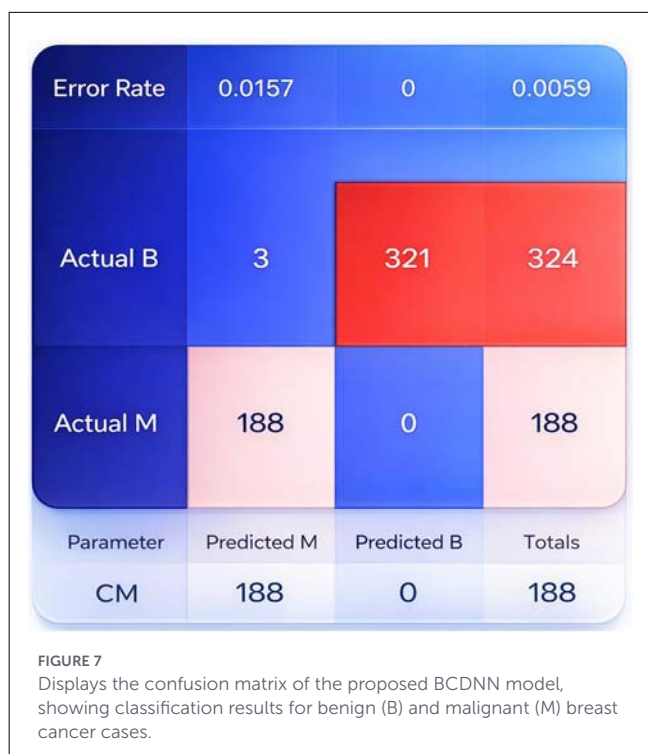 Error Rate 0.0157 0 0.0059
Actual B 3 321 324
Actual M 188 0 188
Parameter Predicted M Predicted B Totals
CM 188 0 188
FIGURE 7
Displays the confusion matrix of the proposed BCDNN model,
showing classification results for benign (B) and malignant (M) breast
cancer cases.